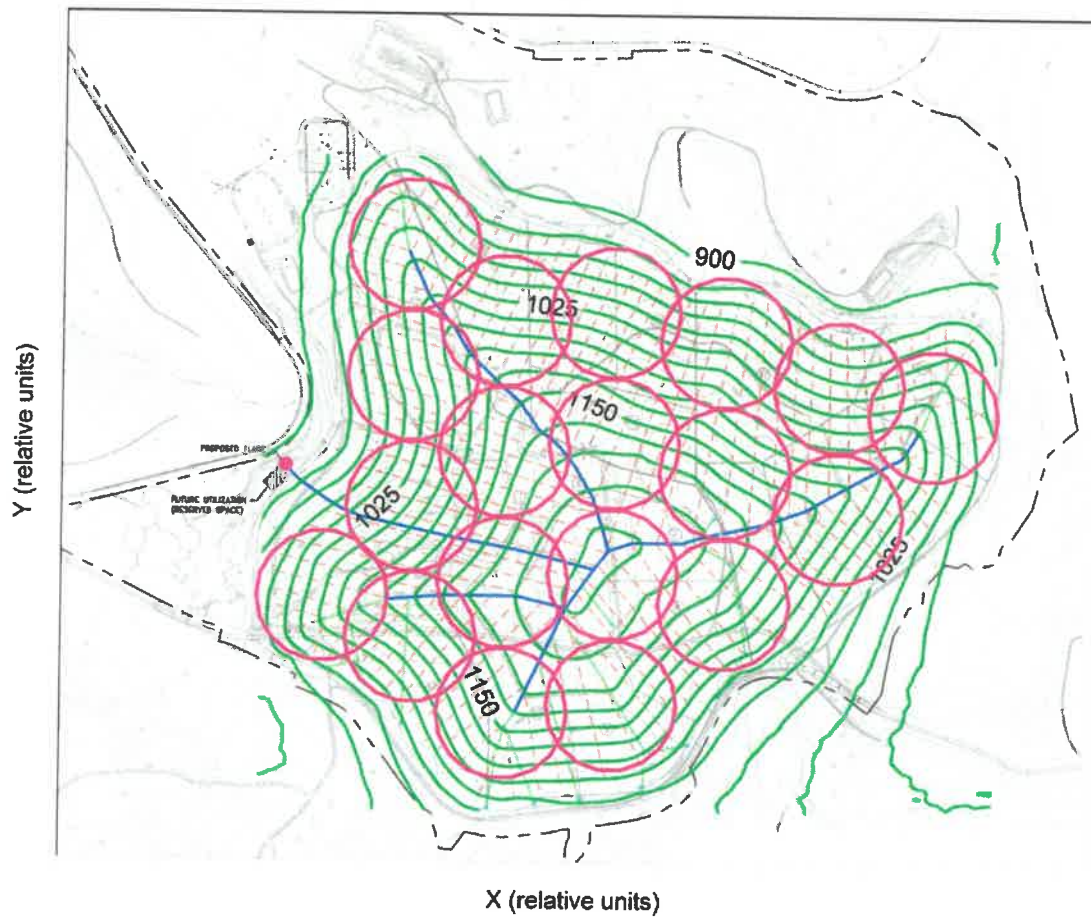 900
1025
1150
PROPOSED FLARE
1025
FUTURE UTILIZATION
(RESERVED SPACE)
1025
1150
Y (relative units)
X (relative units)